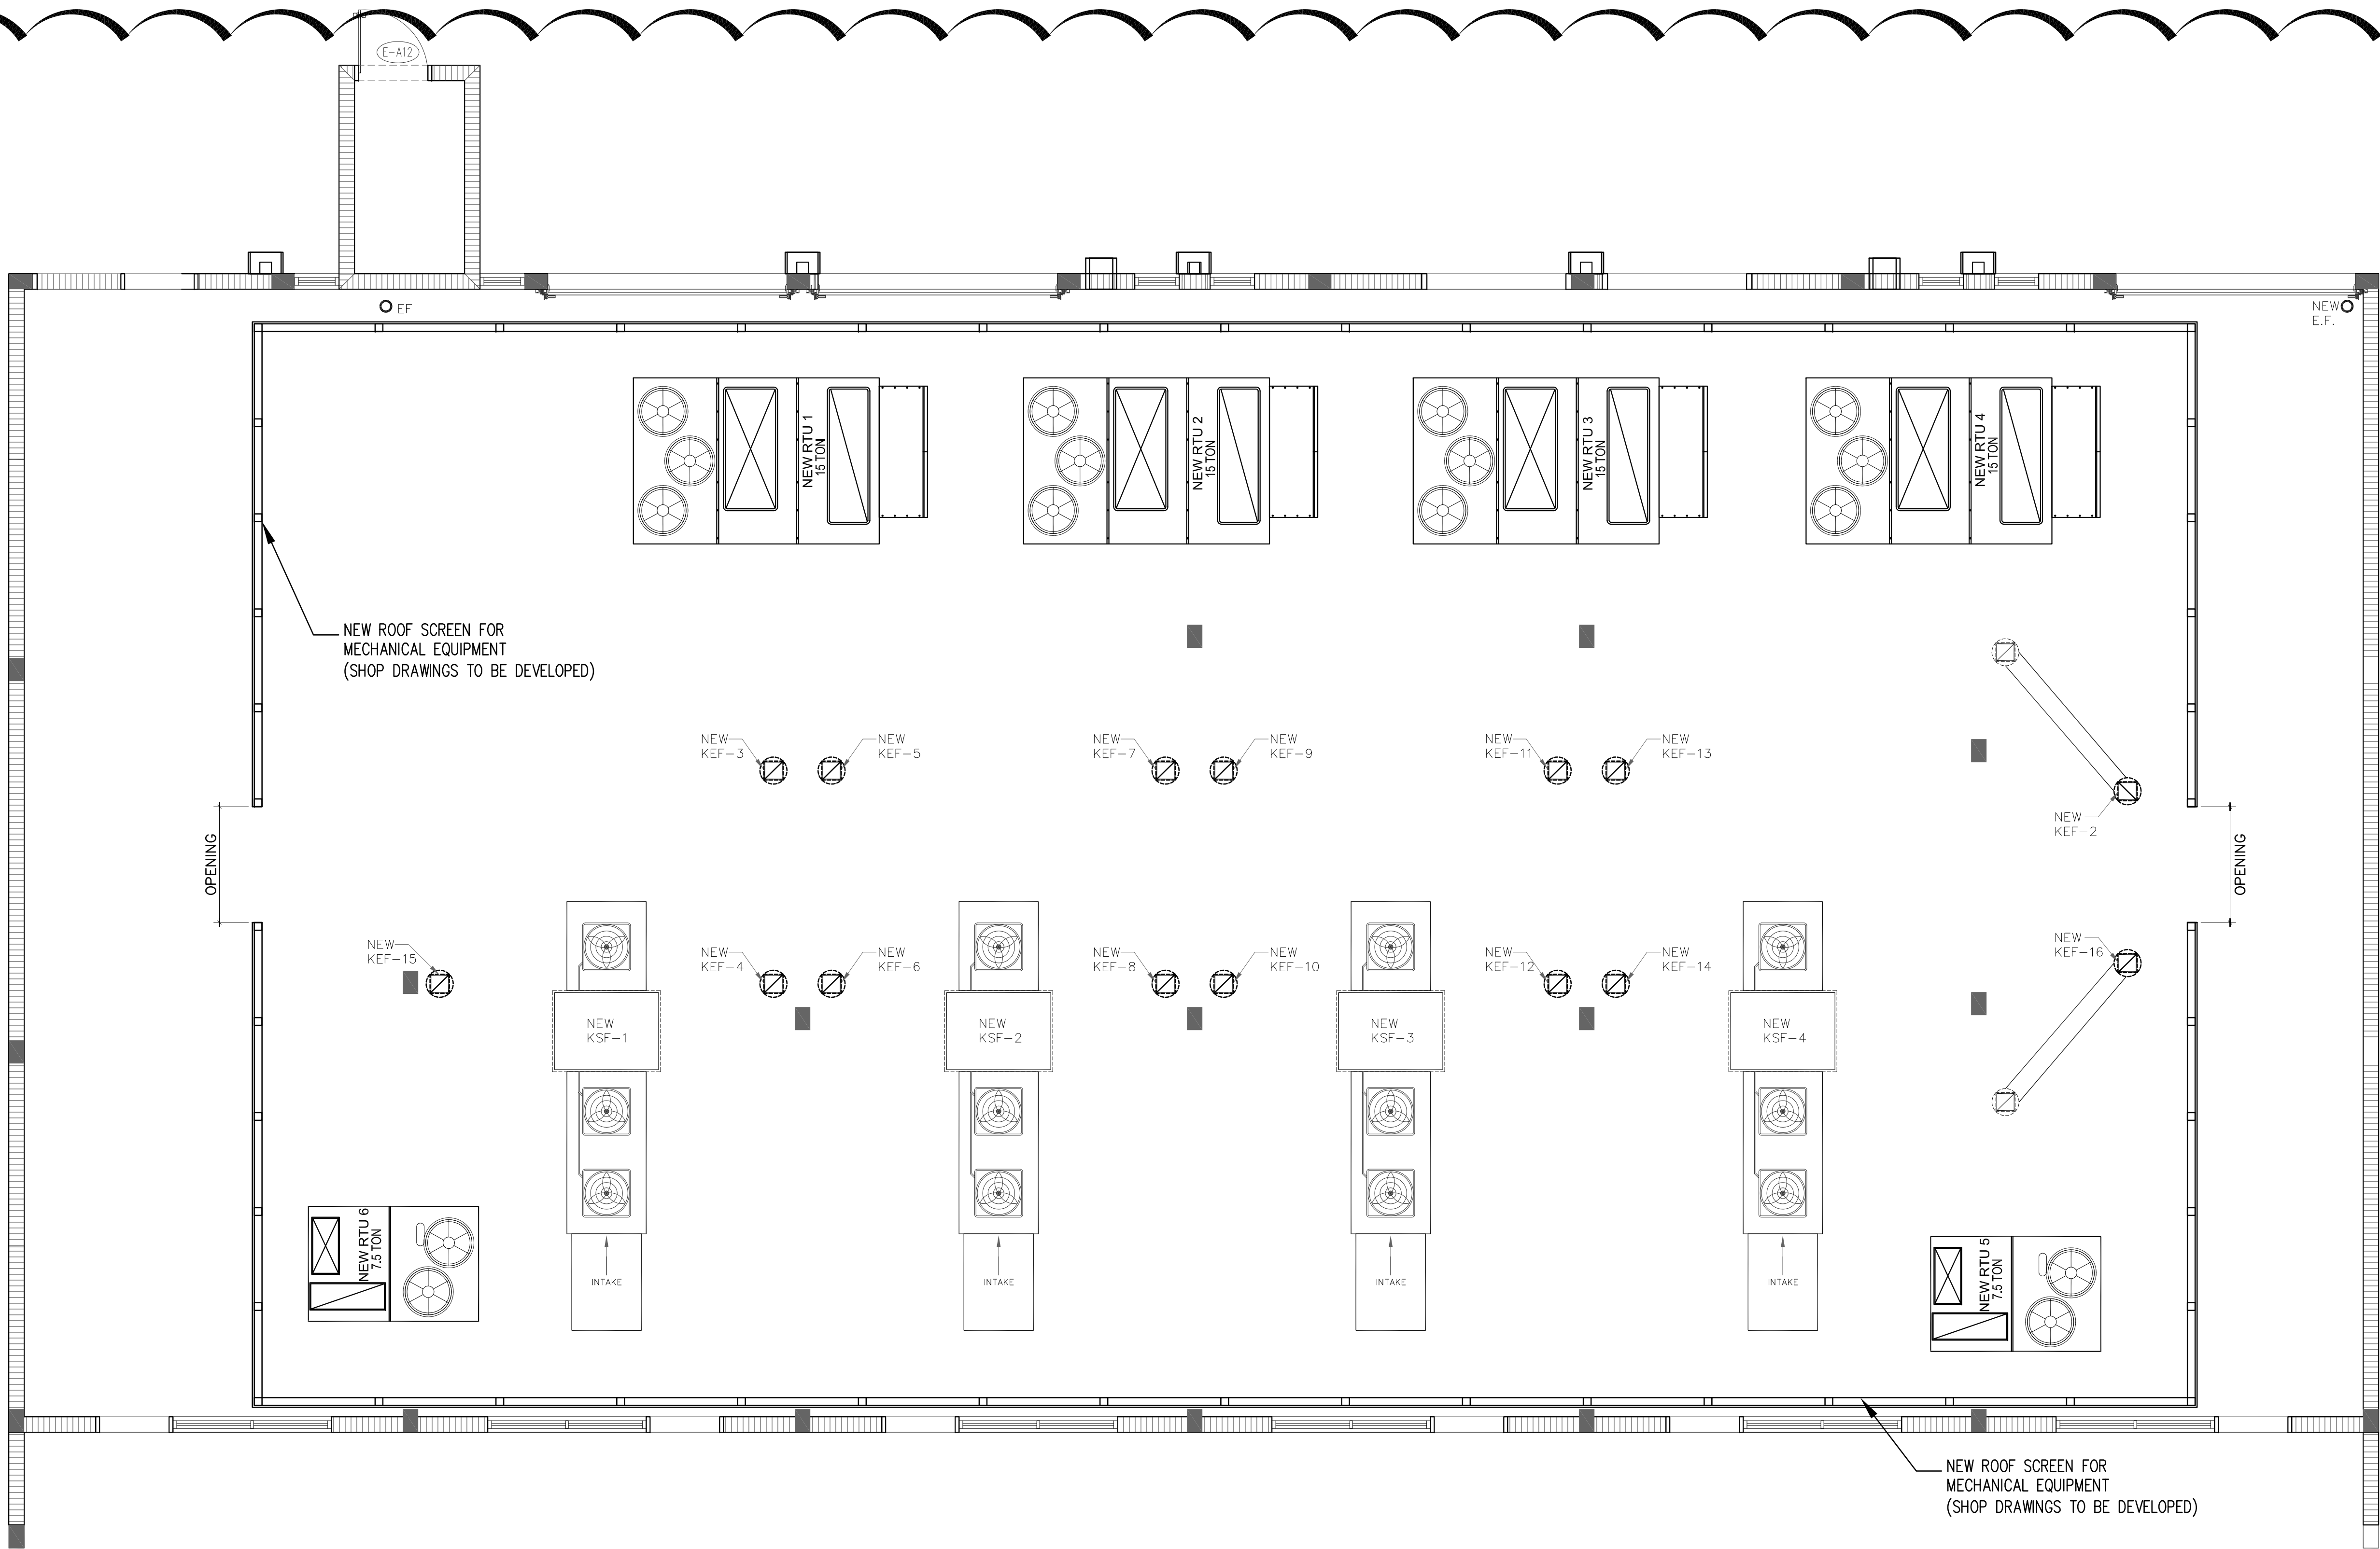 E-A12
EF
NEW
E.F.
NEW RTU 1
15 TON
NEW RTU 2
15 TON
NEW RTU 3
15 TON
NEW RTU 4
15 TON
NEW ROOF SCREEN FOR
MECHANICAL EQUIPMENT
(SHOP DRAWINGS TO BE DEVELOPED)
NEW
KEF-3
NEW
KEF-5
NEW
KEF-7
NEW
KEF-9
NEW
KEF-11
NEW
KEF-13
NEW
KEF-2
OPENING
OPENING
NEW
KEF-15
NEW
KEF-4
NEW
KEF-6
NEW
KEF-8
NEW
KEF-10
NEW
KEF-12
NEW
KEF-14
NEW
KEF-16
NEW
KSF-1
NEW
KSF-2
NEW
KSF-3
NEW
KSF-4
NEW RTU 6
7.5 TON
NEW RTU 5
7.5 TON
INTAKE
INTAKE
INTAKE
INTAKE
NEW ROOF SCREEN FOR
MECHANICAL EQUIPMENT
(SHOP DRAWINGS TO BE DEVELOPED)